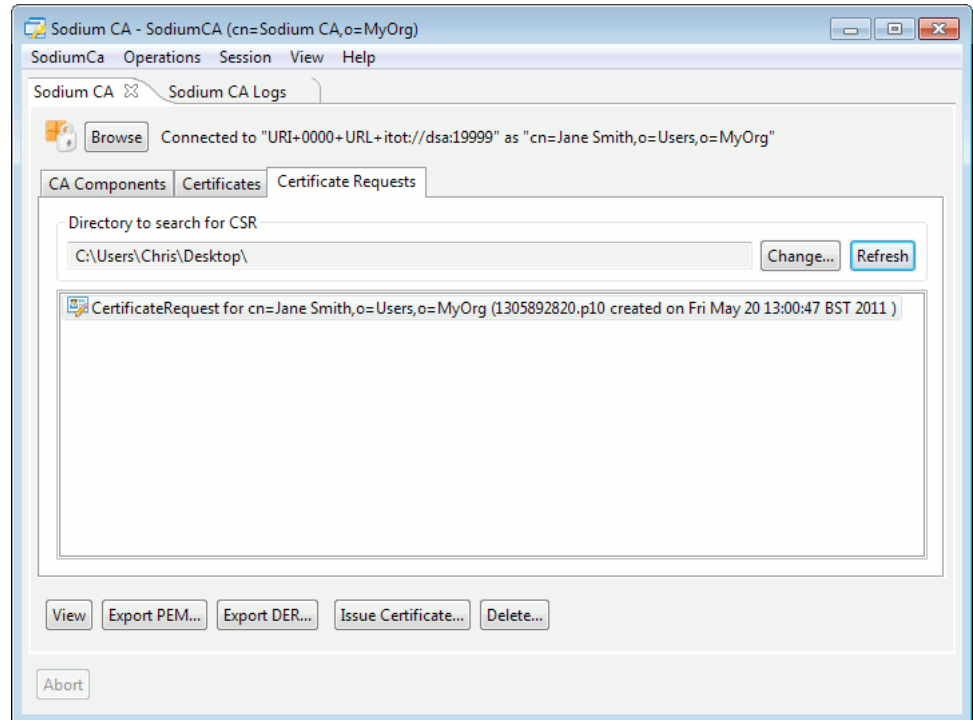 Sodium CA - SodiumCA (cn=Sodium CA,o=MyOrg)
SodiumCa Operations Session View Help
Sodium CA Sodium CA Logs
Browse Connected to "URI+0000+URL+itot://dsa:19999" as "cn=Jane Smith,o=Users,o=MyOrg"
CA Components Certificates Certificate Requests
Directory to search for CSR
C:\Users\Chris\Desktop\ Change... Refresh
CertificateRequest for cn=Jane Smith,o=Users,o=MyOrg (1305892820.p10 created on Fri May 20 13:00:47 BST 2011 )
View Export PEM... Export DER... Issue Certificate... Delete...
Abort